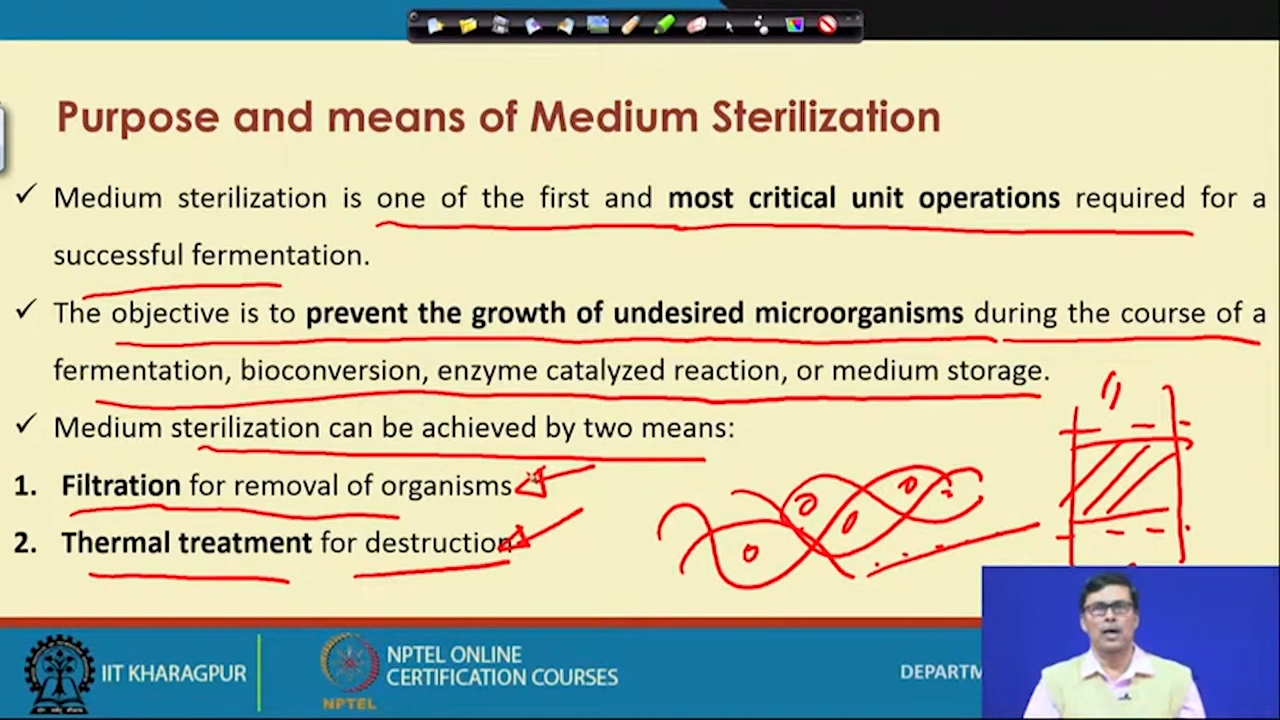 Purpose and means of Medium Sterilization
✓ Medium sterilization is one of the first and most critical unit operations required for a
successful fermentation.
✓ The objective is to prevent the growth of undesired microorganisms during the course of a
fermentation, bioconversion, enzyme catalyzed reaction, or medium storage.
✓ Medium sterilization can be achieved by two means:
1. Filtration for removal of organisms
2. Thermal treatment for destruction
IIT KHARAGPUR
NPTEL ONLINE
CERTIFICATION COURSES
NPTEL
DEPARTM